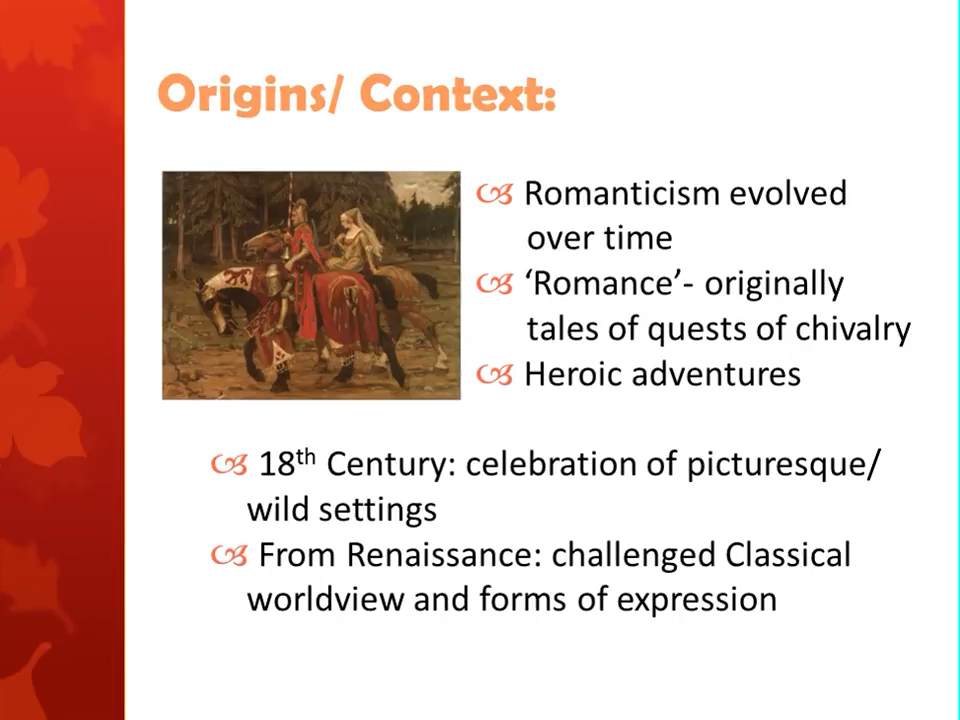 Origins/ Context:
Romanticism evolved
over time
‘Romance’- originally
tales of quests of chivalry
Heroic adventures
18th Century: celebration of picturesque/
wild settings
From Renaissance: challenged Classical
worldview and forms of expression